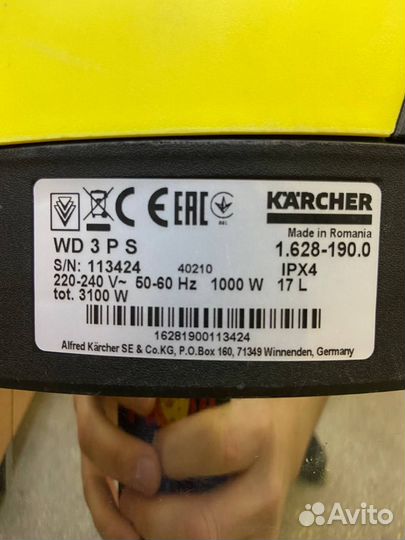 KÄRCHER
Made in Romania
WD 3 P S 1.628-190.0
S/N: 113424 40210 IPX4
220-240 V~ 50-60 Hz 1000 W 17 L
tot. 3100 W
16281900113424
Alfred Kärcher SE & Co.KG, P.O.Box 160, 71349 Winnenden, Germany
Avito